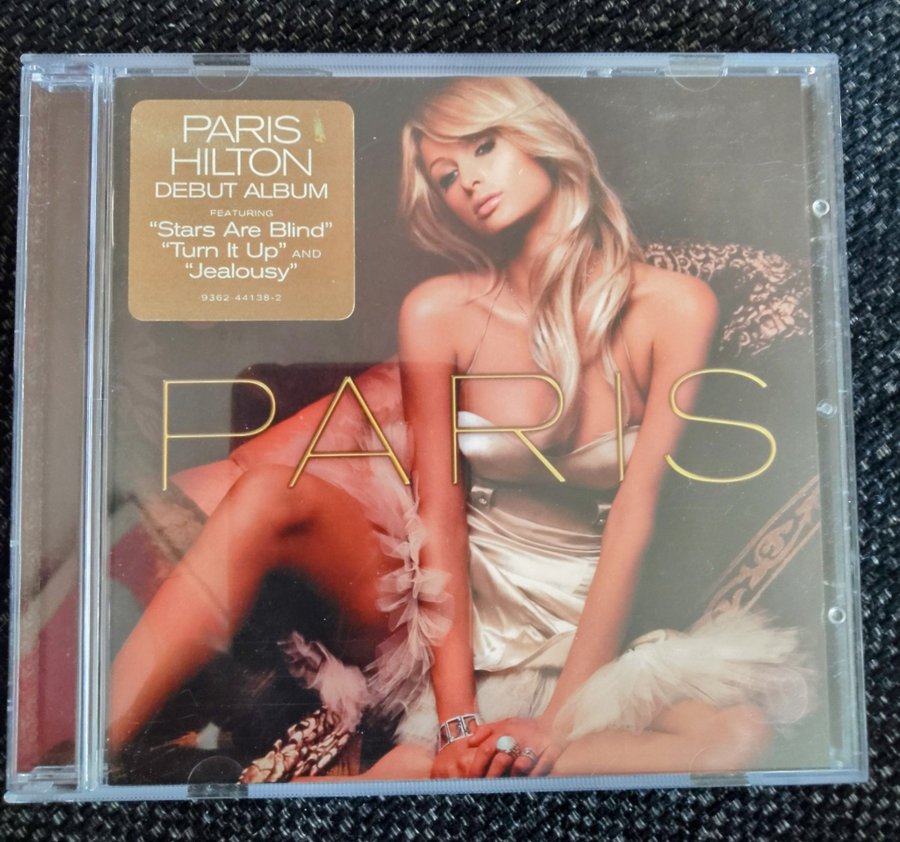 PARIS
HILTON
DEBUT ALBUM
FEATURING
“Stars Are Blind”
“Turn It Up” AND
“Jealousy”
9362-44138-2
PARIS